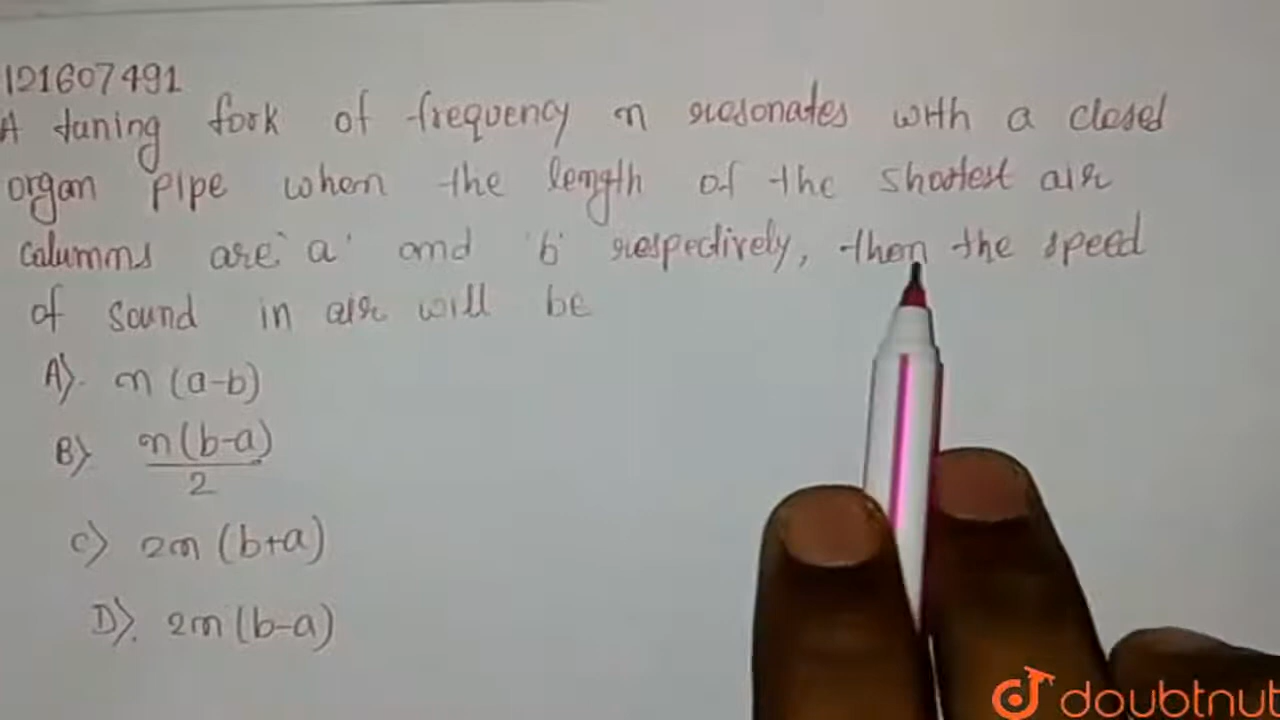 121607491
A tuning fork of frequency n resonates with a closed
organ pipe when the length of the shortest air
columns are 'a' and 'b' respectively, then the speed
of sound in air will be
A). n (a-b)
B) n(b-a)
2
C) 2n (b+a)
D). 2n (b-a)
doubtnut